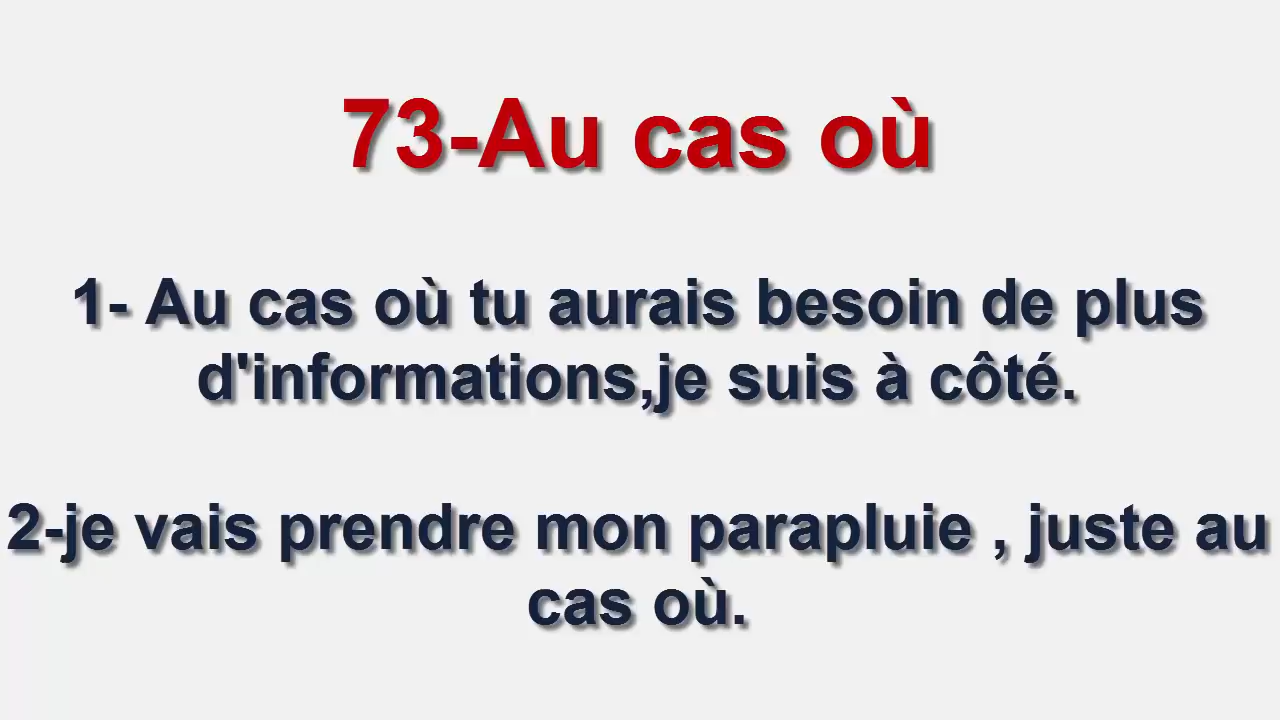 73-Au cas où
1- Au cas où tu aurais besoin de plus
d'informations,je suis à côté.
2-je vais prendre mon parapluie , juste au
cas où.